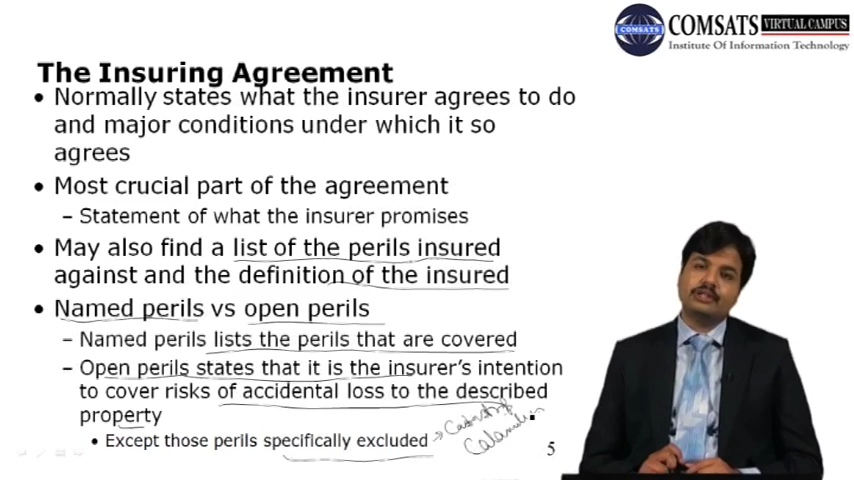 COMSATS VIRTUAL CAMPUS
COMSATS
Institute Of Information Technology
The Insuring Agreement
• Normally states what the insurer agrees to do
and major conditions under which it so
agrees
• Most crucial part of the agreement
– Statement of what the insurer promises
• May also find a list of the perils insured
against and the definition of the insured
• Named perils vs open perils
– Named perils lists the perils that are covered
– Open perils states that it is the insurer's intention
to cover risks of accidental loss to the described
property
• Except those perils specifically excluded
5